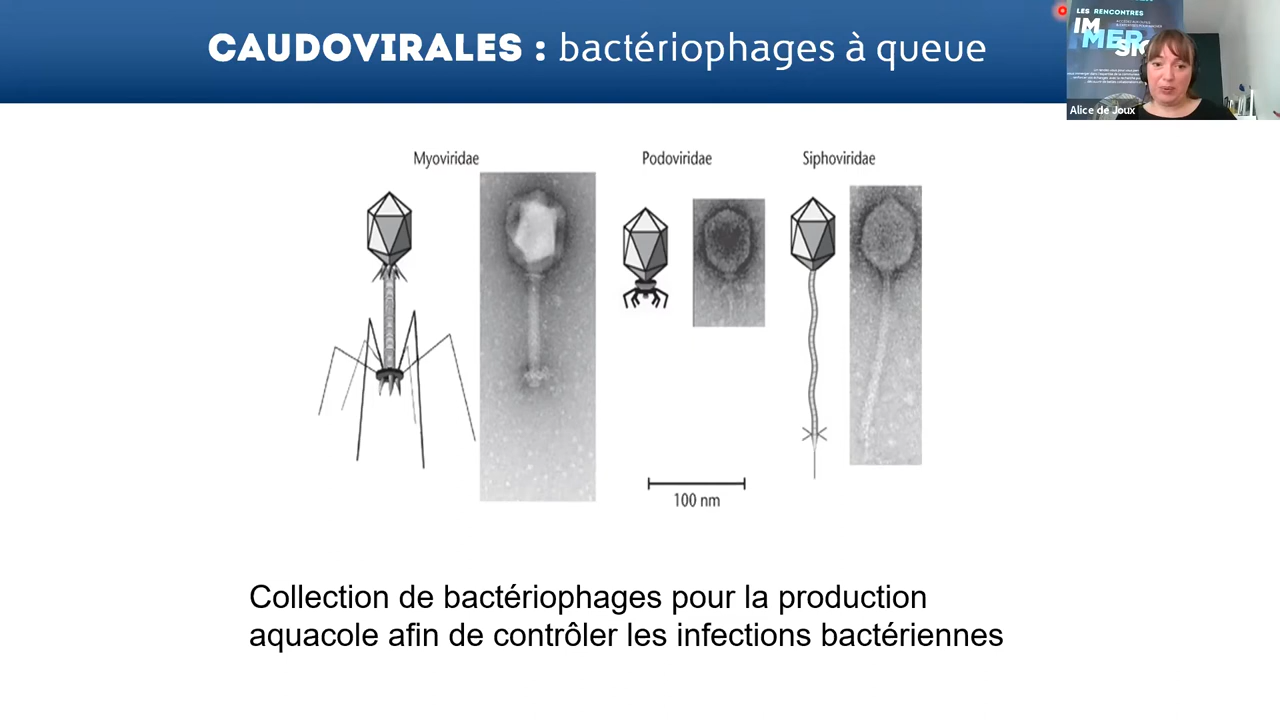 CAUDOVIRALES : bactériophages à queue
LES RENCONTRES
IM
MER
Alice de Joux
Myoviridae
Podoviridae
Siphoviridae
100 nm
Collection de bactériophages pour la production
aquacole afin de contrôler les infections bactériennes